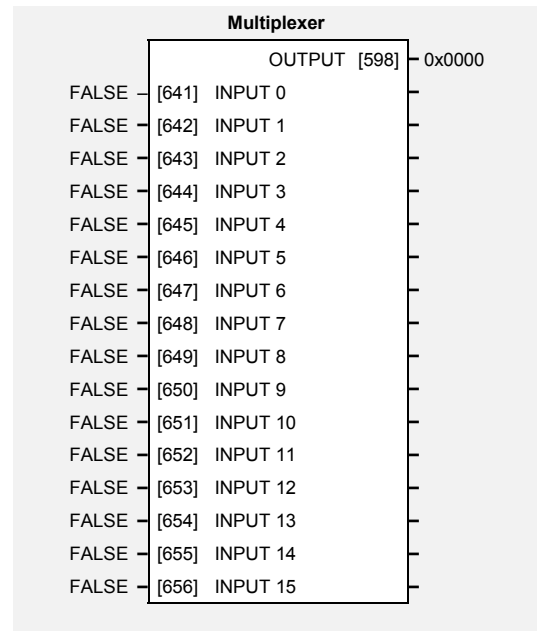 Multiplexer
OUTPUT [598] 0x0000
FALSE [641] INPUT 0
FALSE [642] INPUT 1
FALSE [643] INPUT 2
FALSE [644] INPUT 3
FALSE [645] INPUT 4
FALSE [646] INPUT 5
FALSE [647] INPUT 6
FALSE [648] INPUT 7
FALSE [649] INPUT 8
FALSE [650] INPUT 9
FALSE [651] INPUT 10
FALSE [652] INPUT 11
FALSE [653] INPUT 12
FALSE [654] INPUT 13
FALSE [655] INPUT 14
FALSE [656] INPUT 15